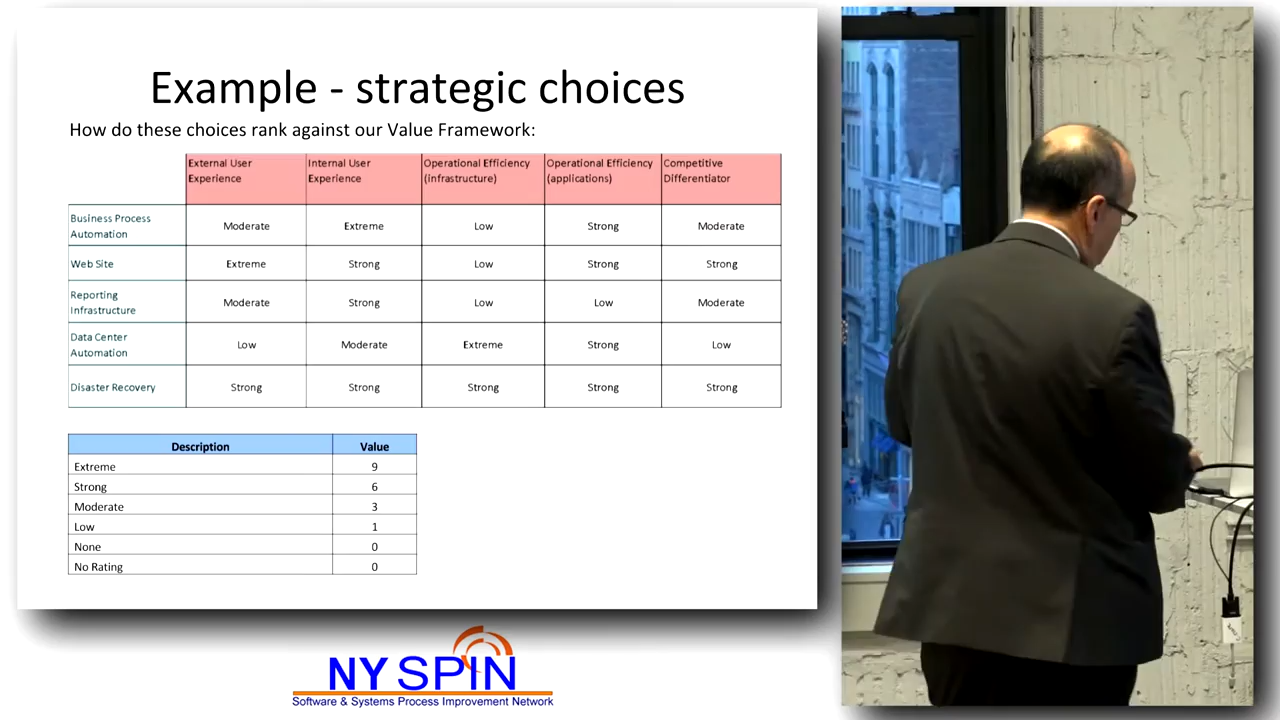 Example - strategic choices
How do these choices rank against our Value Framework:
External User Experience
Internal User Experience
Operational Efficiency (infrastructure)
Operational Efficiency (applications)
Competitive Differentiator
Business Process Automation
Moderate
Extreme
Low
Strong
Moderate
Web Site
Extreme
Strong
Low
Strong
Strong
Reporting Infrastructure
Moderate
Strong
Low
Low
Moderate
Data Center Automation
Low
Moderate
Extreme
Strong
Low
Disaster Recovery
Strong
Strong
Strong
Strong
Strong
Description
Value
Extreme
9
Strong
6
Moderate
3
Low
1
None
0
No Rating
0
NY SPIN
Software & Systems Process Improvement Network